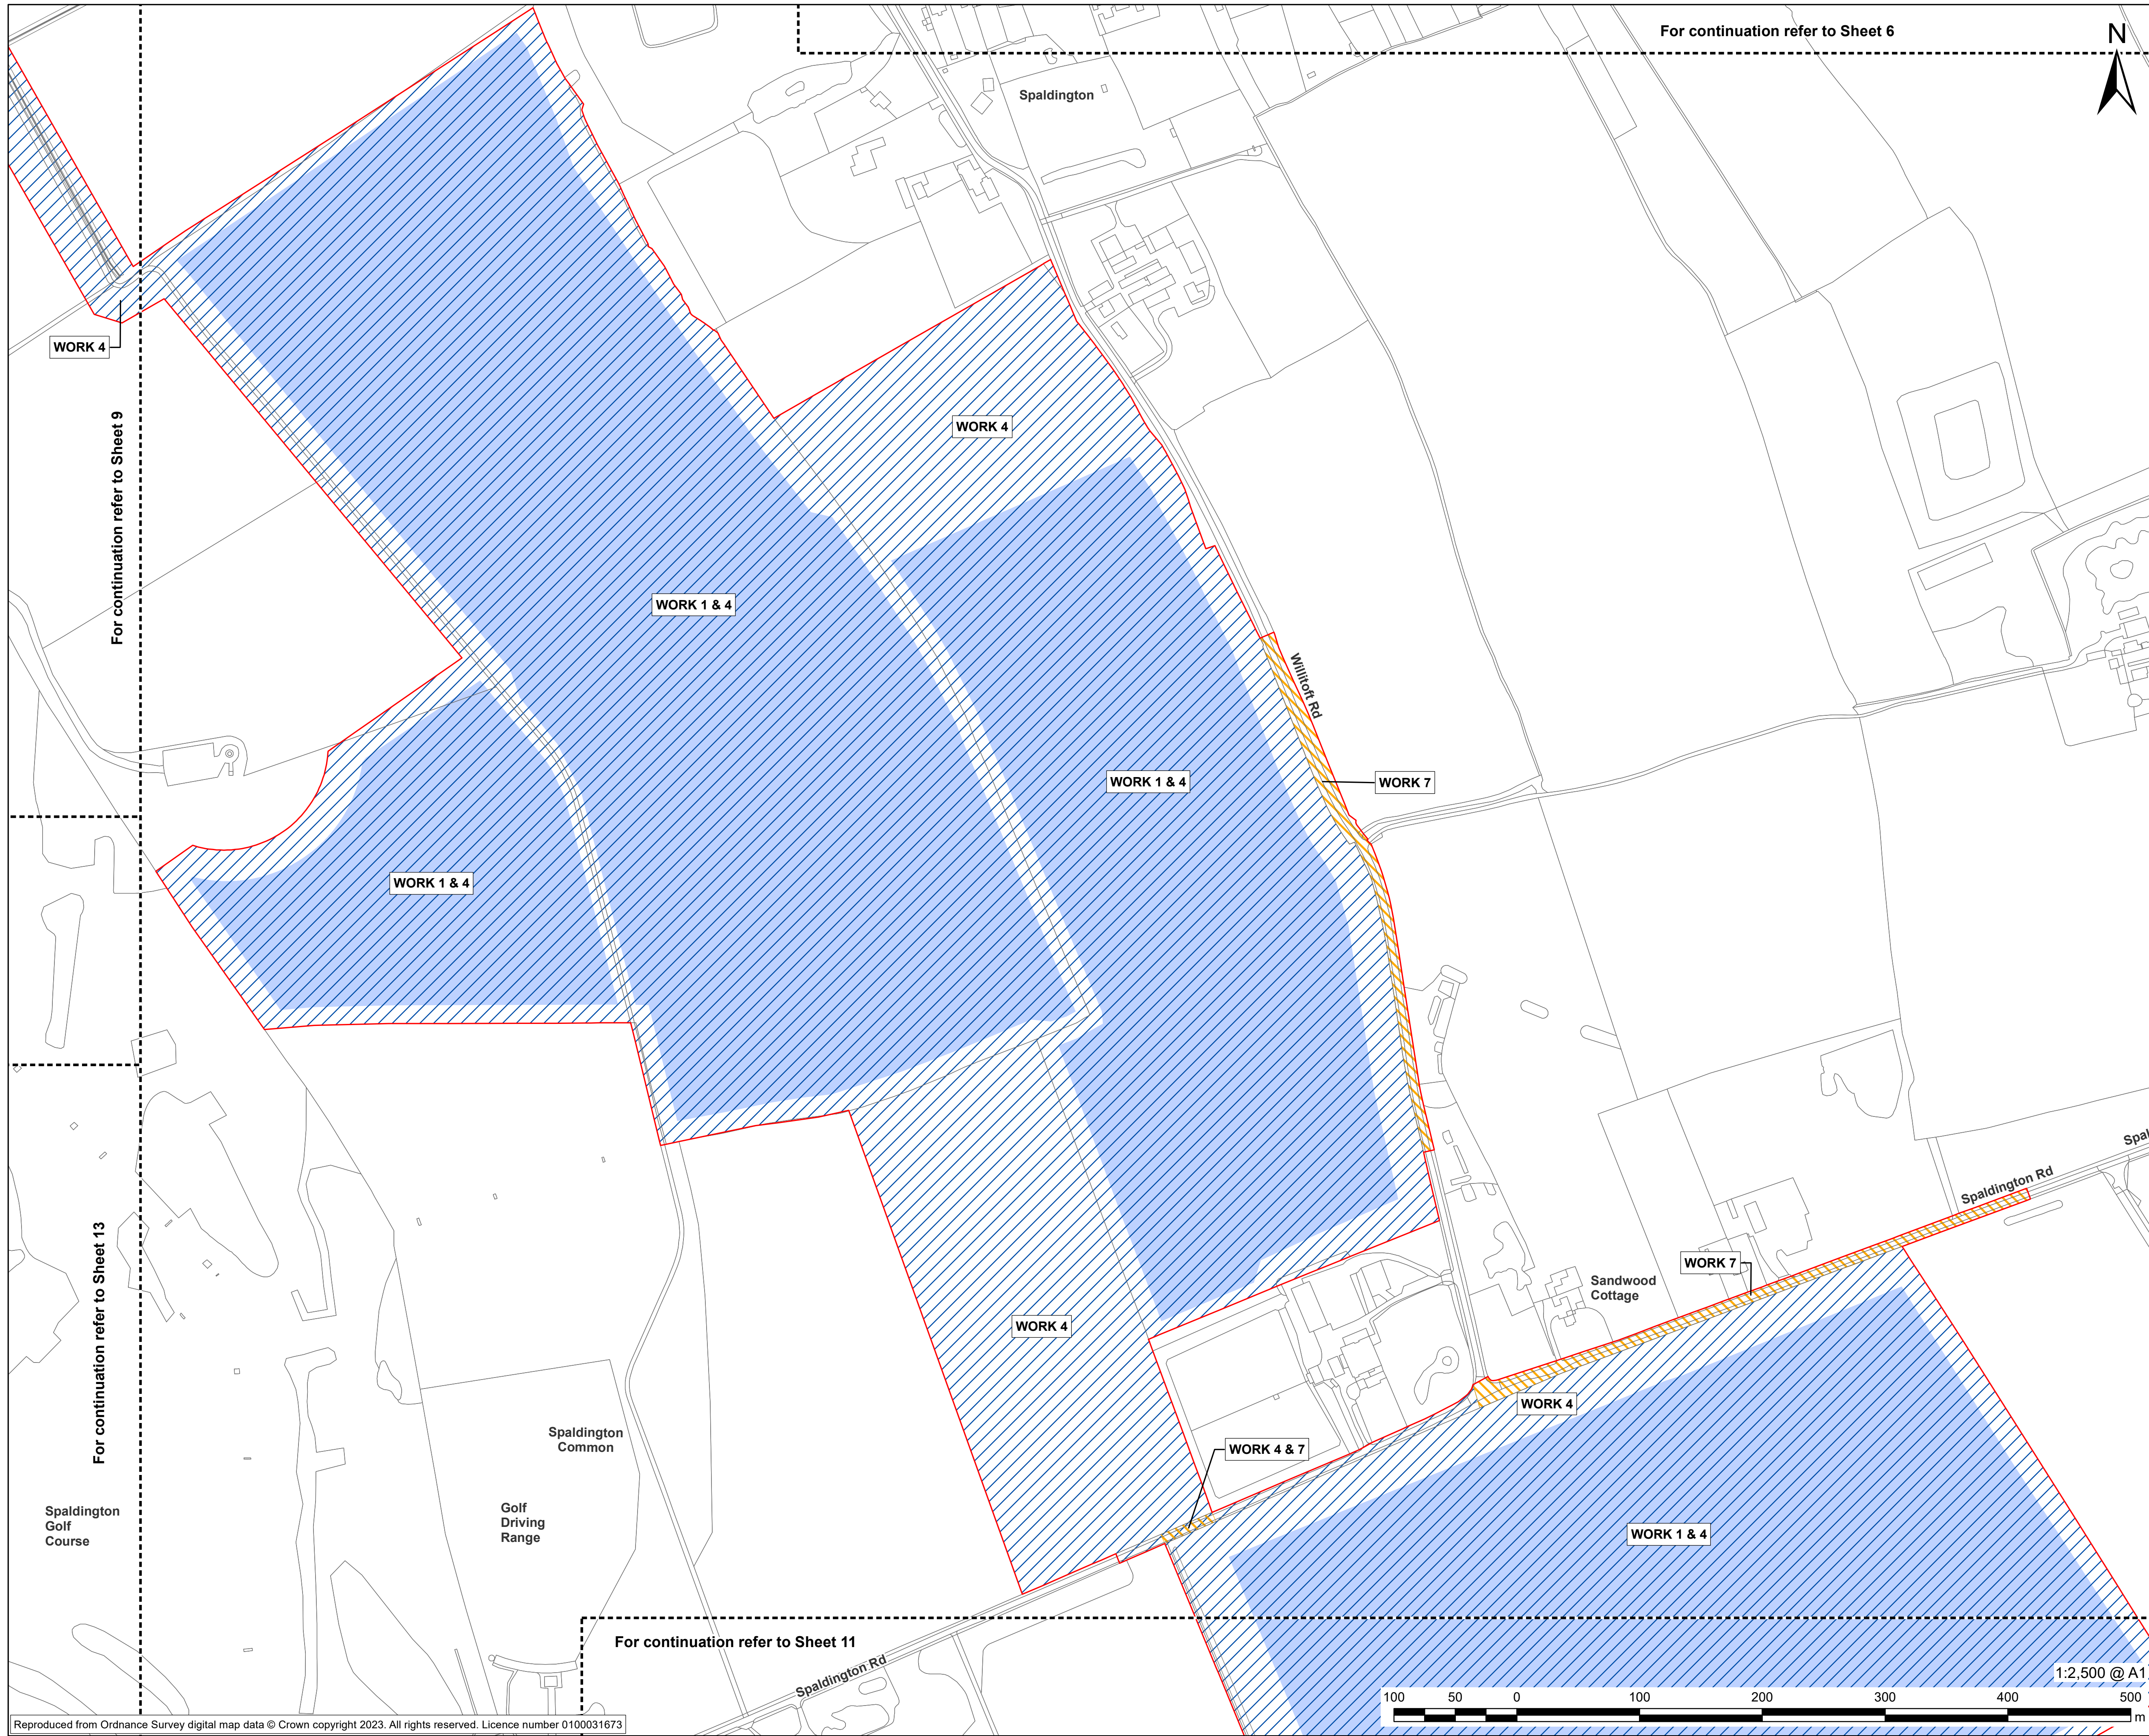 For continuation refer to Sheet 6
N
Spaldington
WORK 4
For continuation refer to Sheet 9
WORK 4
WORK 1 & 4
Willitoft Rd
WORK 1 & 4
WORK 7
WORK 1 & 4
Spal
Spaldington Rd
For continuation refer to Sheet 13
WORK 7
Sandwood
Cottage
WORK 4
WORK 4
Spaldington
Common
WORK 4 & 7
Spaldington
Golf
Course
Golf
Driving
Range
WORK 1 & 4
For continuation refer to Sheet 11
Spaldington Rd
1:2,500 @ A1
100 50 0 100 200 300 400 500
m
Reproduced from Ordnance Survey digital map data © Crown copyright 2023. All rights reserved. Licence number 0100031673